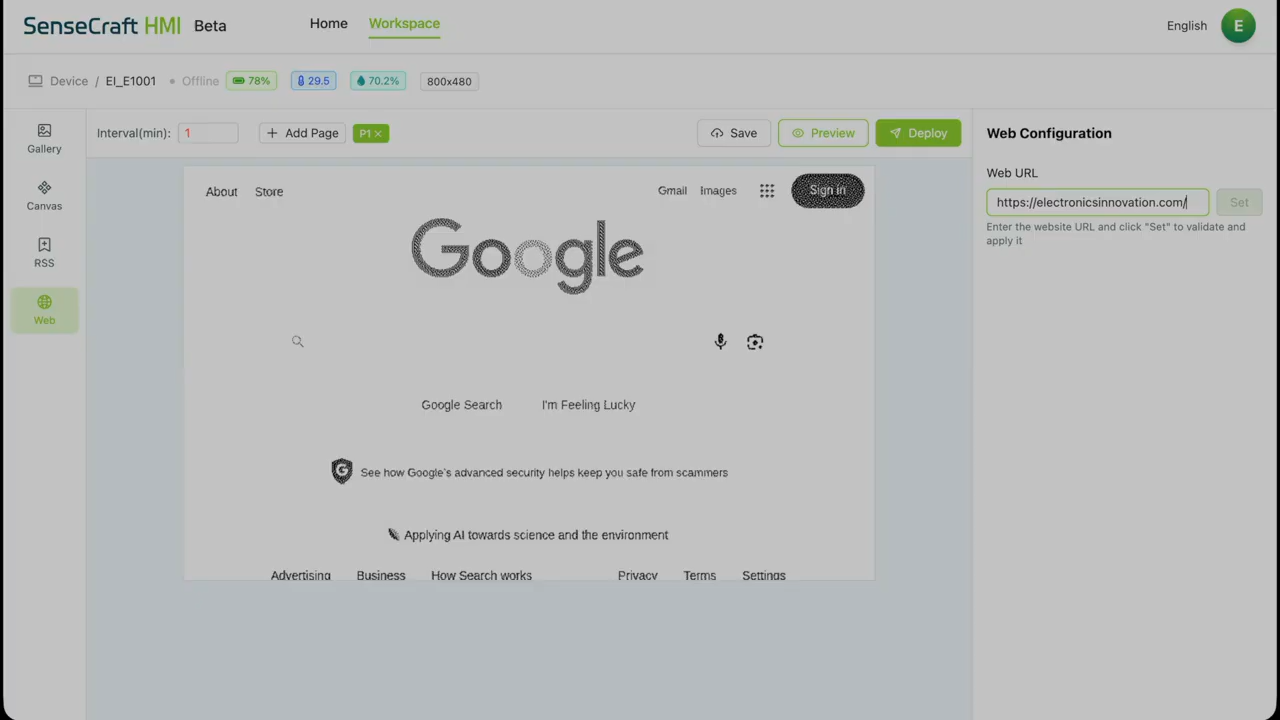 SenseCraft HMI Beta Home Workspace English E
Device / EI_E1001 Offline 78% 29.5 70.2% 800x480
Interval(min): 1 + Add Page P1 × Save Preview Deploy
Gallery
Canvas
RSS
Web
About Store Gmail Images Sign in
Google
Google Search I'm Feeling Lucky
G See how Google's advanced security helps keep you safe from scammers
Applying AI towards science and the environment
Advertising Business How Search works Privacy Terms Settings
Web Configuration
Web URL
https://electronicsinnovation.com/ Set
Enter the website URL and click "Set" to validate and
apply it